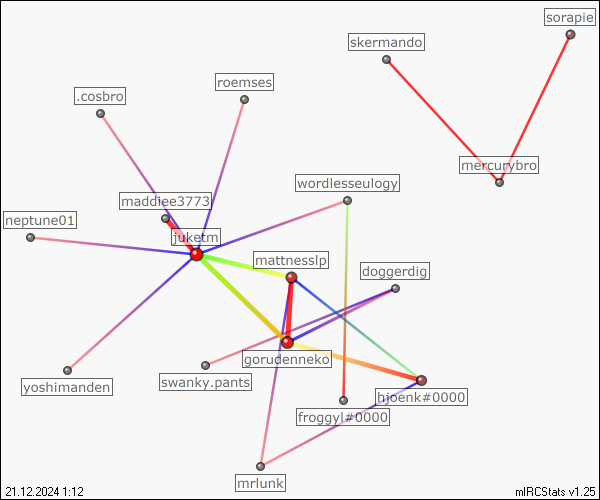 sorapie
skermando
roemses
.cosbro
mercurybro
wordlesseulogy
maddiee3773
neptune01
juketm
mattnesslp
doggerdig
gorudenneko
swanky.pants
yoshimanden
hjoenk#0000
froggyl#0000
mrlunk
21.12.2024 1:12
mIRCStats v1.25